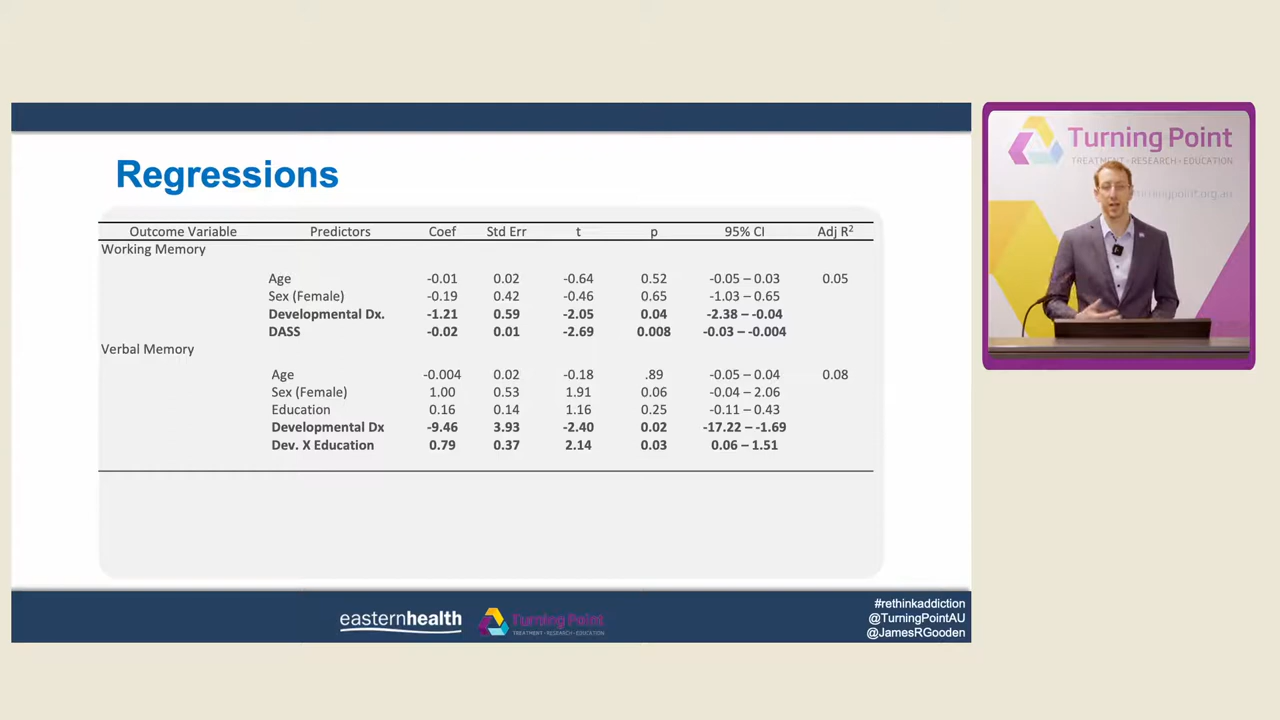 Regressions
Outcome Variable Predictors Coef Std Err t p 95% CI Adj R²
Working Memory
Age -0.01 0.02 -0.64 0.52 -0.05 – 0.03 0.05
Sex (Female) -0.19 0.42 -0.46 0.65 -1.03 – 0.65
Developmental Dx. -1.21 0.59 -2.05 0.04 -2.38 – -0.04
DASS -0.02 0.01 -2.69 0.008 -0.03 – -0.004
Verbal Memory
Age -0.004 0.02 -0.18 .89 -0.05 – 0.04 0.08
Sex (Female) 1.00 0.53 1.91 0.06 -0.04 – 2.06
Education 0.16 0.14 1.16 0.25 -0.11 – 0.43
Developmental Dx -9.46 3.93 -2.40 0.02 -17.22 – -1.69
Dev. X Education 0.79 0.37 2.14 0.03 0.06 – 1.51
easternhealth
Turning Point
TREATMENT • RESEARCH • EDUCATION
#rethinkaddiction
@TurningPointAU
@JamesRGooden
Turning Point
TREATMENT • RESEARCH • EDUCATION